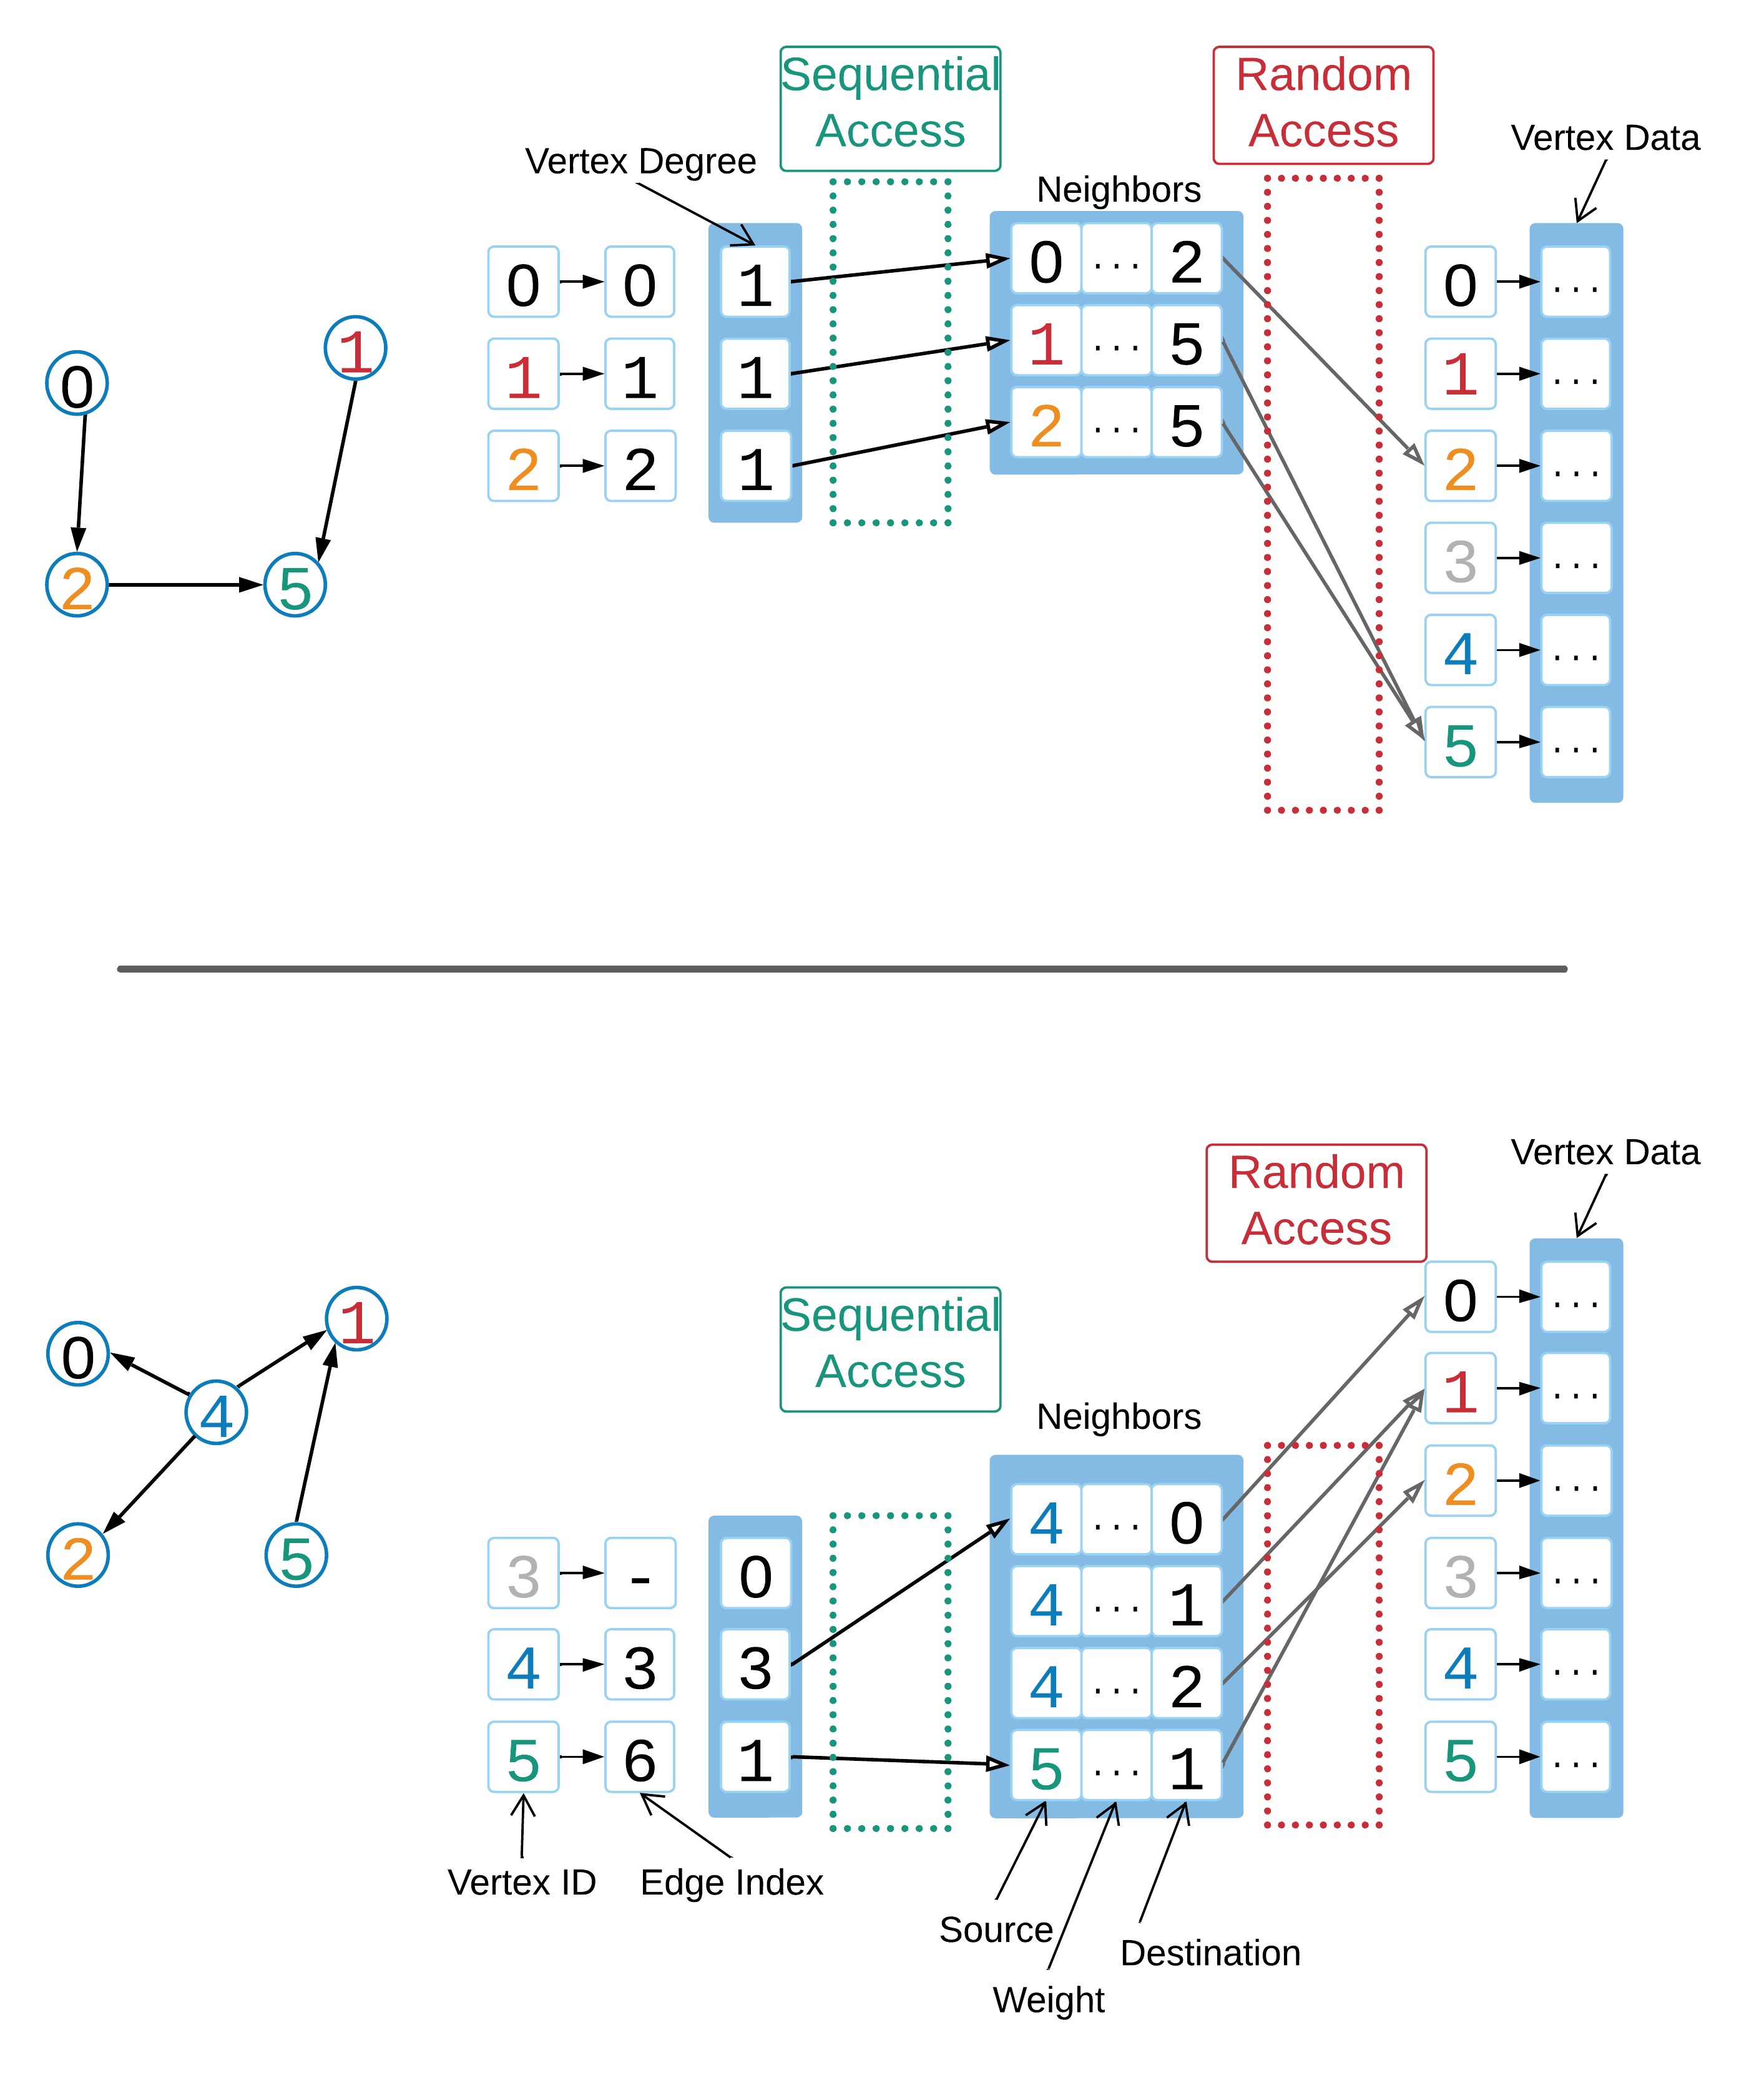 Sequential
Access
Random
Access
Vertex Data
Vertex Degree
Neighbors
0 0 1 0 ... 2 0 ...
1 1 1 1 ... 5 1 ...
2 2 1 2 ... 5 2 ...
3 ...
4 ...
5 ...
0
1
2
5
Random
Access
Vertex Data
Sequential
Access
Neighbors
0
1
4
2
5
0 ...
1 ...
2 ...
3 - 0 4 ... 0 3 ...
4 ... 1
4 3 3 4 ... 2 4 ...
5 6 1 5 ... 1 5 ...
Vertex ID
Edge Index
Source
Destination
Weight